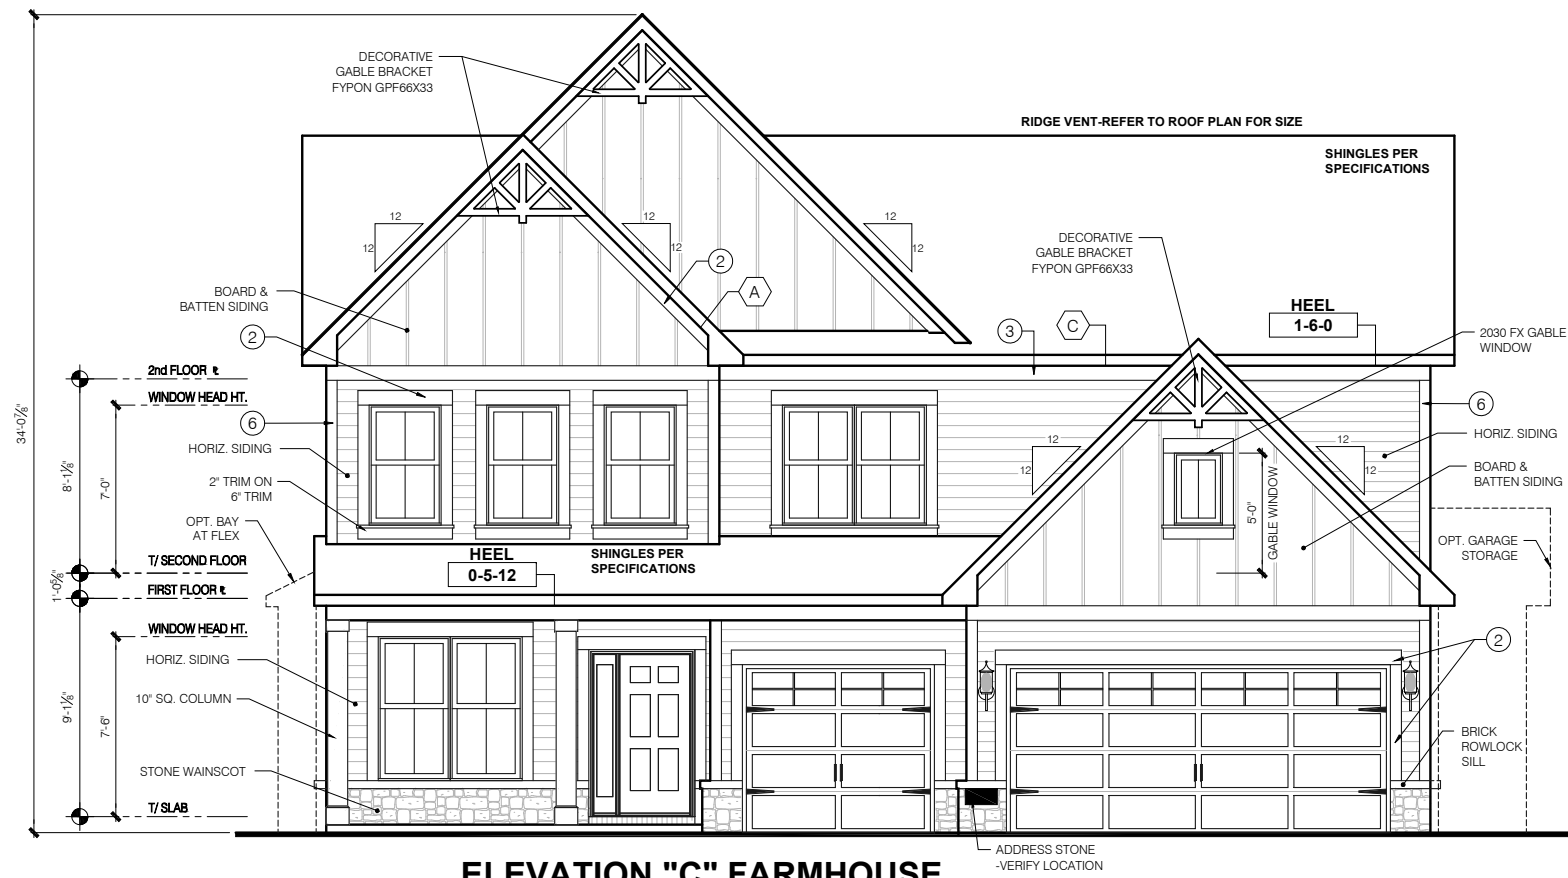 DECORATIVE
GABLE BRACKET
FYPON GPF66X33
RIDGE VENT-REFER TO ROOF PLAN FOR SIZE
SHINGLES PER
SPECIFICATIONS
12
12
12
12
12
12
DECORATIVE
GABLE BRACKET
FYPON GPF66X33
2
A
BOARD &
BATTEN SIDING
HEEL
1-6-0
3
C
2
2030 FX GABLE
WINDOW
2nd FLOOR ℄
WINDOW HEAD HT.
34'-0⅞"
6
6
HORIZ. SIDING
HORIZ. SIDING
12
12
12
12
8'-1⅛"
7'-0"
2" TRIM ON
6" TRIM
BOARD &
BATTEN SIDING
5'-0"
GABLE WINDOW
OPT. BAY
AT FLEX
OPT. GARAGE
STORAGE
T/ SECOND FLOOR
HEEL
0-5-12
SHINGLES PER
SPECIFICATIONS
1'-0⅝"
FIRST FLOOR ℄
WINDOW HEAD HT.
2
HORIZ. SIDING
10" SQ. COLUMN
9'-1⅛"
7'-6"
BRICK
ROWLOCK
SILL
STONE WAINSCOT
T/ SLAB
ADDRESS STONE
-VERIFY LOCATION
ELEVATION "C" FARMHOUSE